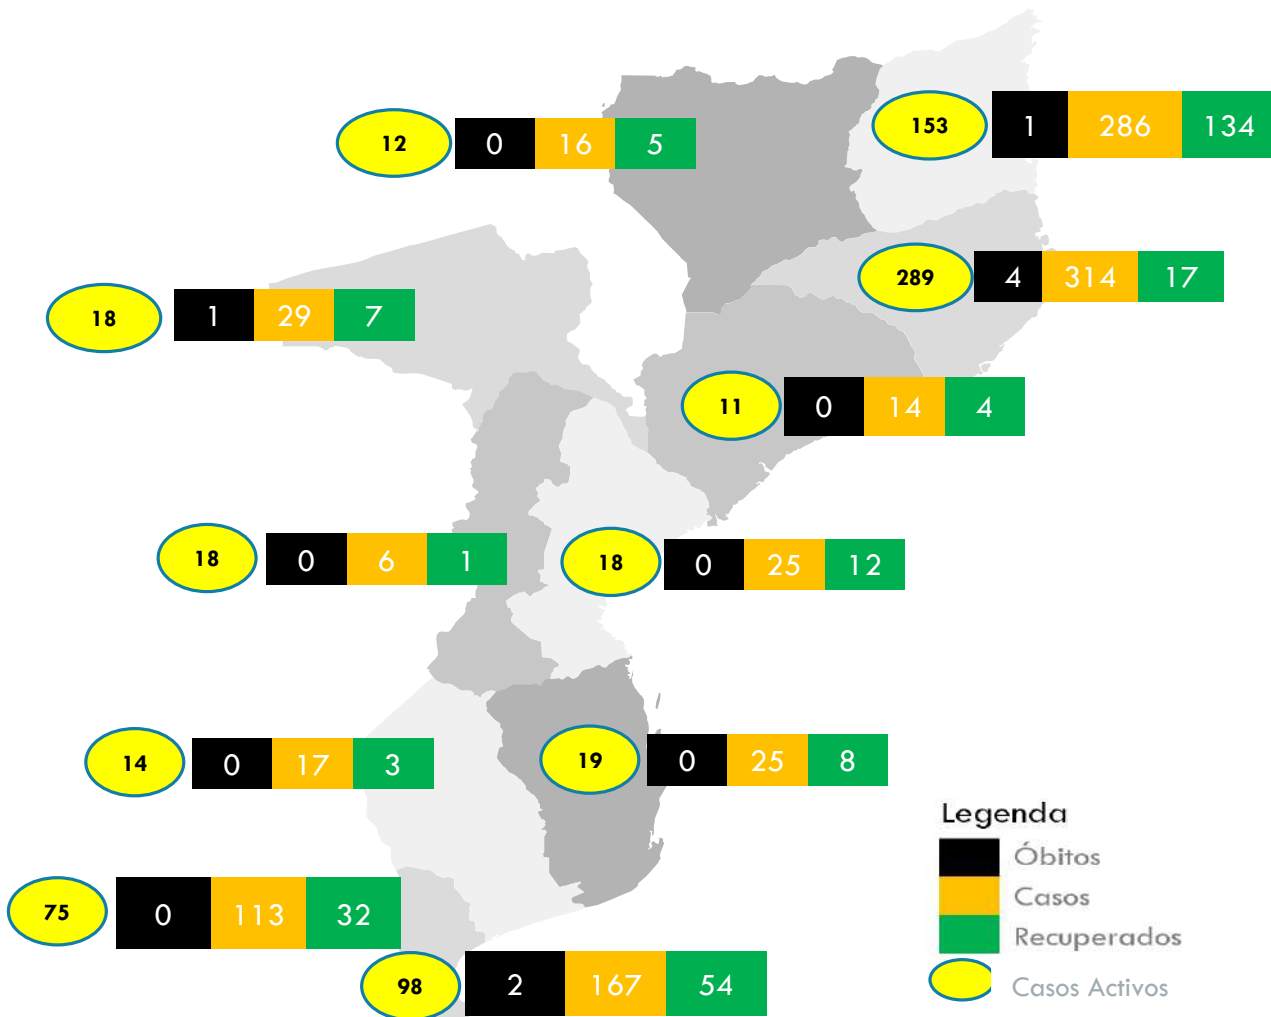 153 1 286 134
12 0 16 5
289 4 314 17
18 1 29 7
11 0 14 4
18 0 6 1
18 0 25 12
14 0 17 3
19 0 25 8
Legenda
Óbitos
Casos
Recuperados
Casos Activos
75 0 113 32
98 2 167 54